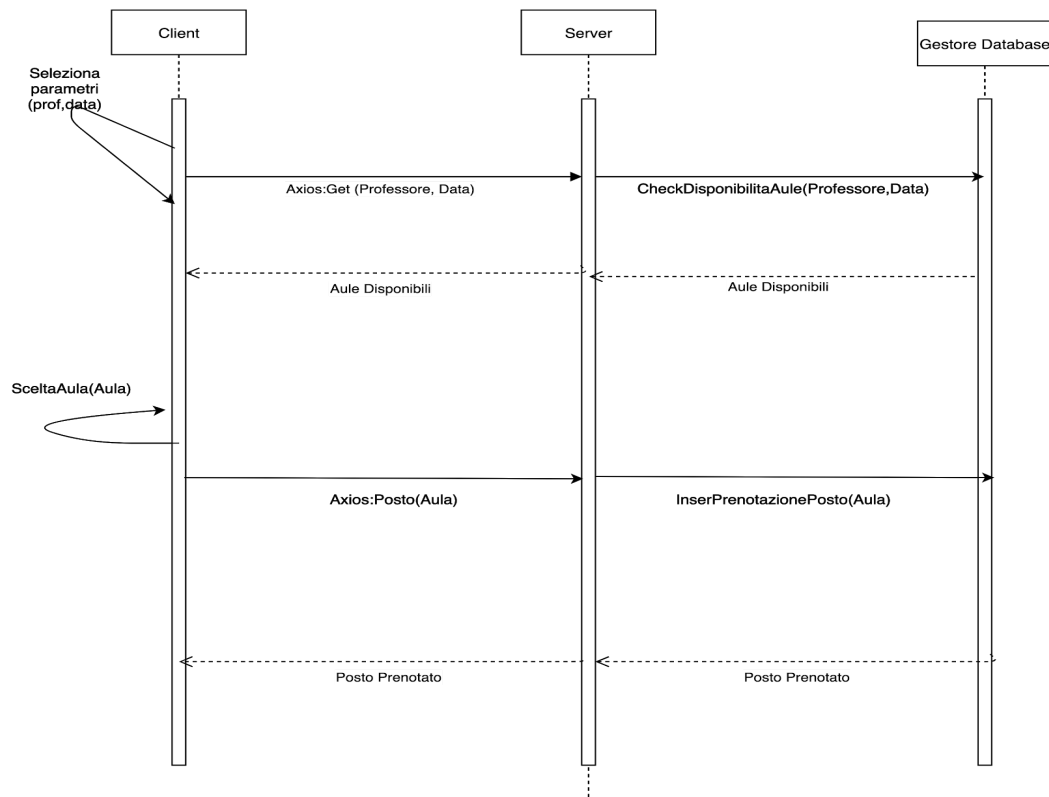 Client
Server
Gestore Database
Seleziona
parametri
(prof,data)
Axios:Get (Professore, Data)
CheckDisponibilitaAule(Professore,Data)
Aule Disponibili
Aule Disponibili
SceltaAula(Aula)
Axios:Posto(Aula)
InserPrenotazionePosto(Aula)
Posto Prenotato
Posto Prenotato